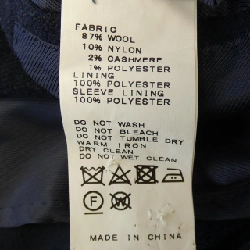 FABRIC
87% WOOL
10% NYLON
2% CASHMERE
1% POLYESTER
LINING
100% POLYESTER
SLEEVE LINING
100% POLYESTER
DO NOT WASH
DO NOT BLEACH
DO NOT TUMBLE DRY
WARM IRON
DRY CLEAN
DO NOT WET CLEAN
F W
MADE IN CHINA